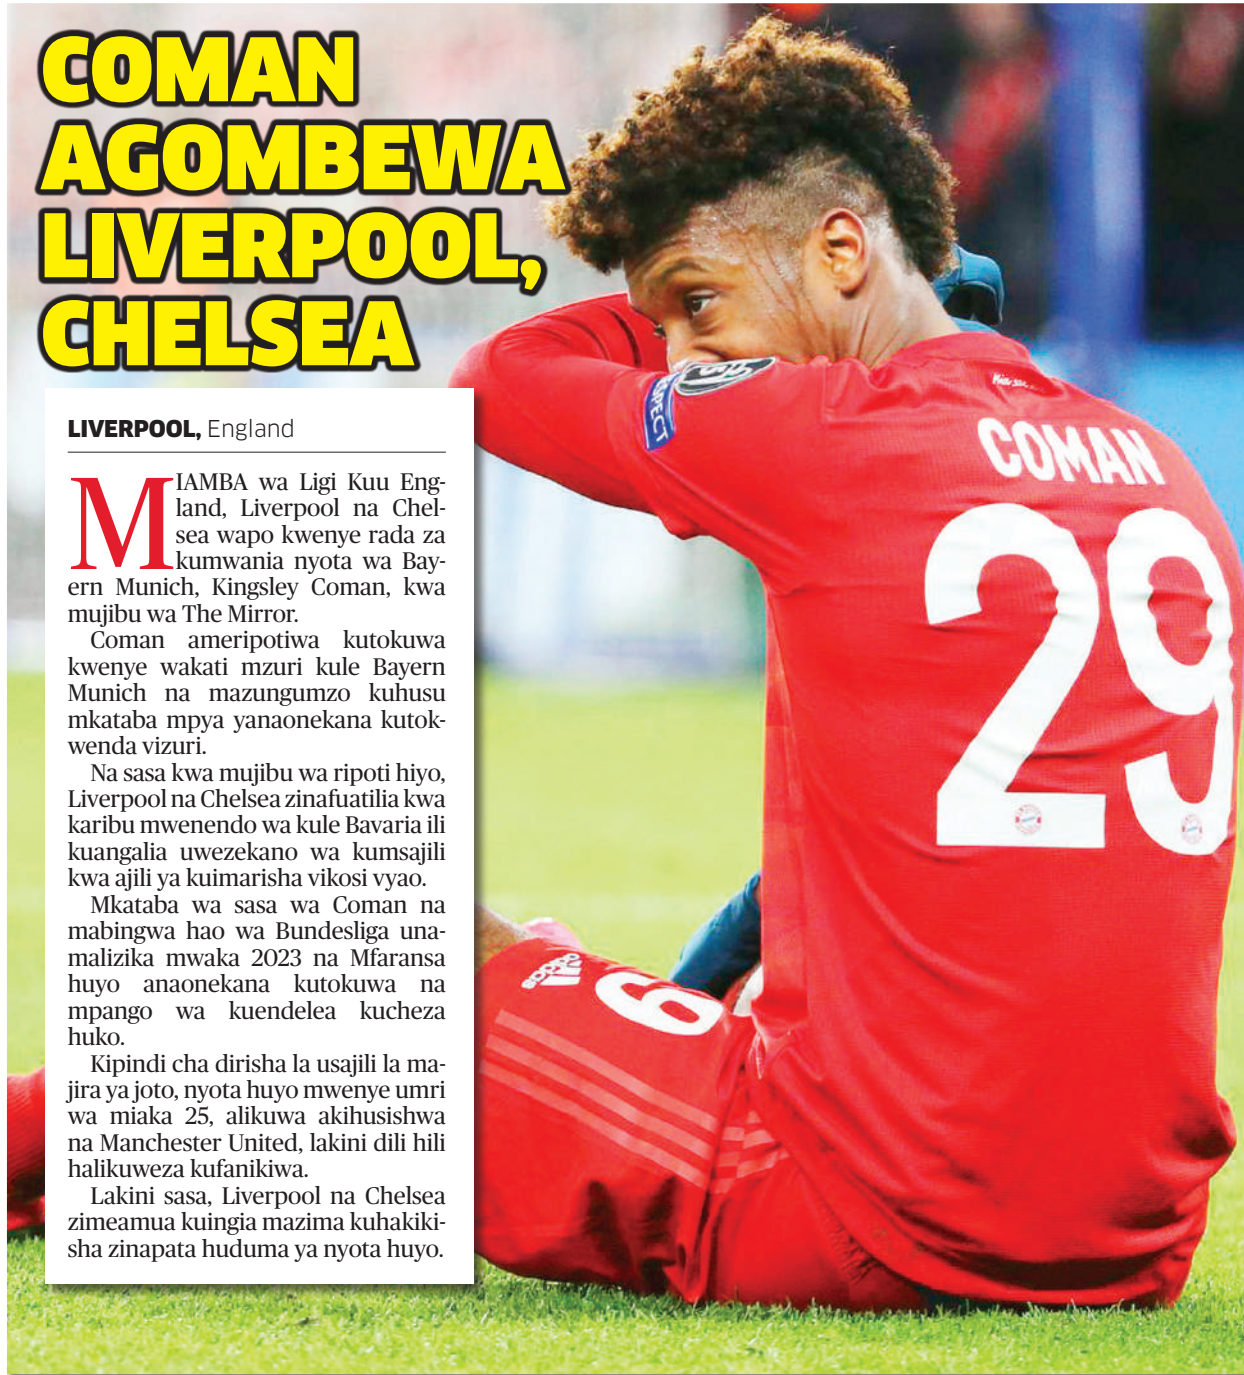 COMAN
AGOMBEWA
LIVERPOOL,
CHELSEA
LIVERPOOL, England
MIAMBA wa Ligi Kuu Eng-
land, Liverpool na Chel-
sea wapo kwenye rada za
kumwania nyota wa Bay-
ern Munich, Kingsley Coman, kwa
mujibu wa The Mirror.
Coman ameripotiwa kutokuwa
kwenye wakati mzuri kule Bayern
Munich na mazungumzo kuhusu
mkataba mpya yanaonekana kutok-
wenda vizuri.
Na sasa kwa mujibu wa ripoti hiyo,
Liverpool na Chelsea zinafuatilia kwa
karibu mwenendo wa kule Bavaria ili
kuangalia uwezekano wa kumsajili
kwa ajili ya kuimarisha vikosi vyao.
Mkataba wa sasa wa Coman na
mabingwa hao wa Bundesliga una-
malizika mwaka 2023 na Mfaransa
huyo anaonekana kutokuwa na
mpango wa kuendelea kucheza
huko.
Kipindi cha dirisha la usajili la ma-
jira ya joto, nyota huyo mwenye umri
wa miaka 25, alikuwa akihusishwa
na Manchester United, lakini dili hili
halikuweza kufanikiwa.
Lakini sasa, Liverpool na Chelsea
zimeamua kuingia mazima kuhakiki-
sha zinapata huduma ya nyota huyo.
RESPECT
COMAN
29
adidas